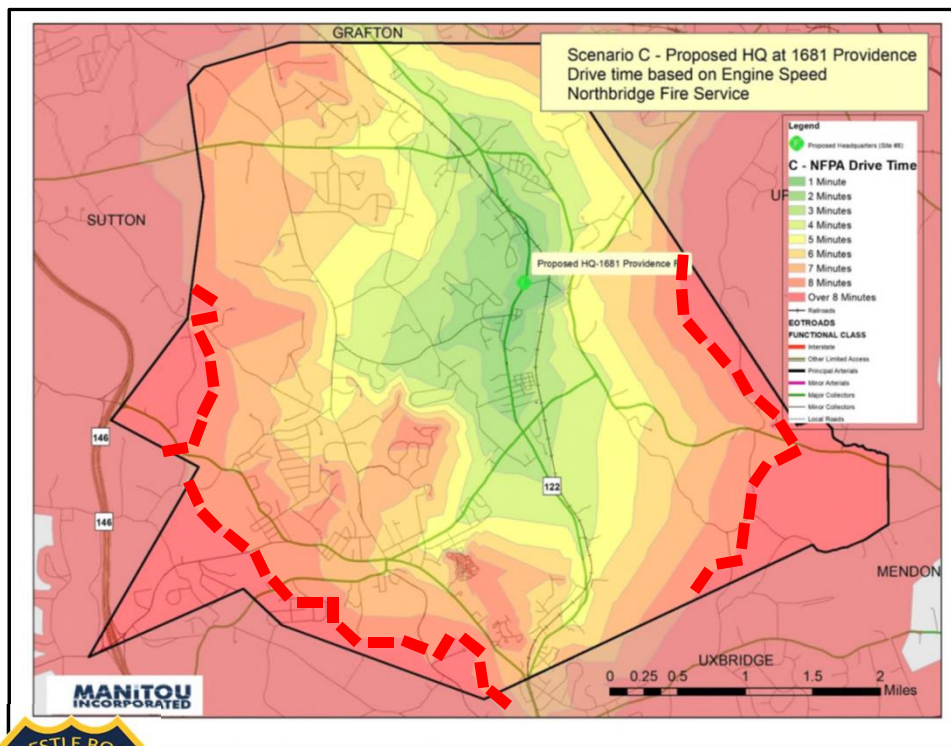 GRAFTON
Scenario C - Proposed HQ at 1681 Providence
Drive time based on Engine Speed
Northbridge Fire Service
Legend
Proposed Headquarters (Site #8)
C - NFPA Drive Time
1 Minute
2 Minutes
3 Minutes
4 Minutes
5 Minutes
6 Minutes
7 Minutes
8 Minutes
Over 8 Minutes
Railroads
EOTROADS
FUNCTIONAL CLASS
Interstate
Other Limited Access
Principal Arterials
Minor Arterials
Major Collectors
Minor Collectors
Local Roads
UP
SUTTON
Proposed HQ-1681 Providence R
146
122
146
MENDON
UXBRIDGE
0 0.25 0.5 1 1.5 2
Miles
MANITOU
INCORPORATED